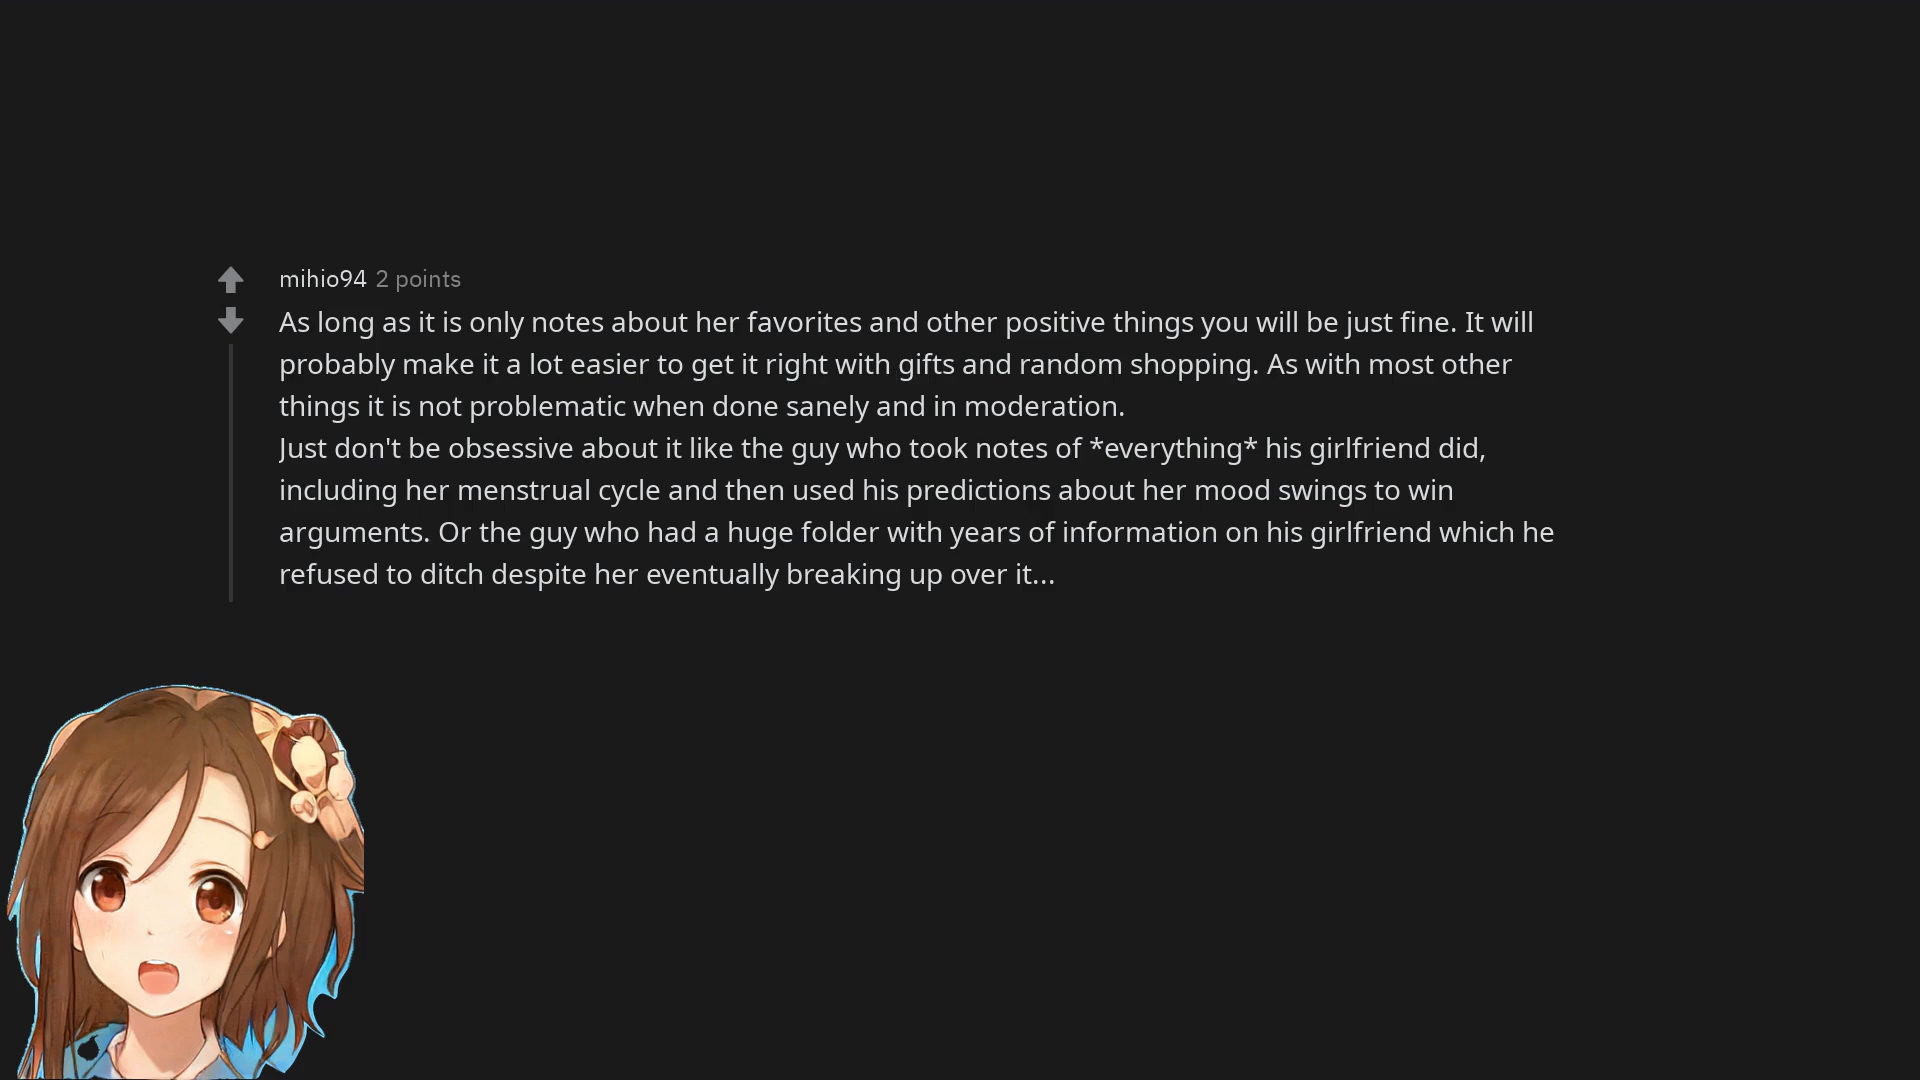 mihio94 2 points
As long as it is only notes about her favorites and other positive things you will be just fine. It will
probably make it a lot easier to get it right with gifts and random shopping. As with most other
things it is not problematic when done sanely and in moderation.
Just don't be obsessive about it like the guy who took notes of *everything* his girlfriend did,
including her menstrual cycle and then used his predictions about her mood swings to win
arguments. Or the guy who had a huge folder with years of information on his girlfriend which he
refused to ditch despite her eventually breaking up over it...